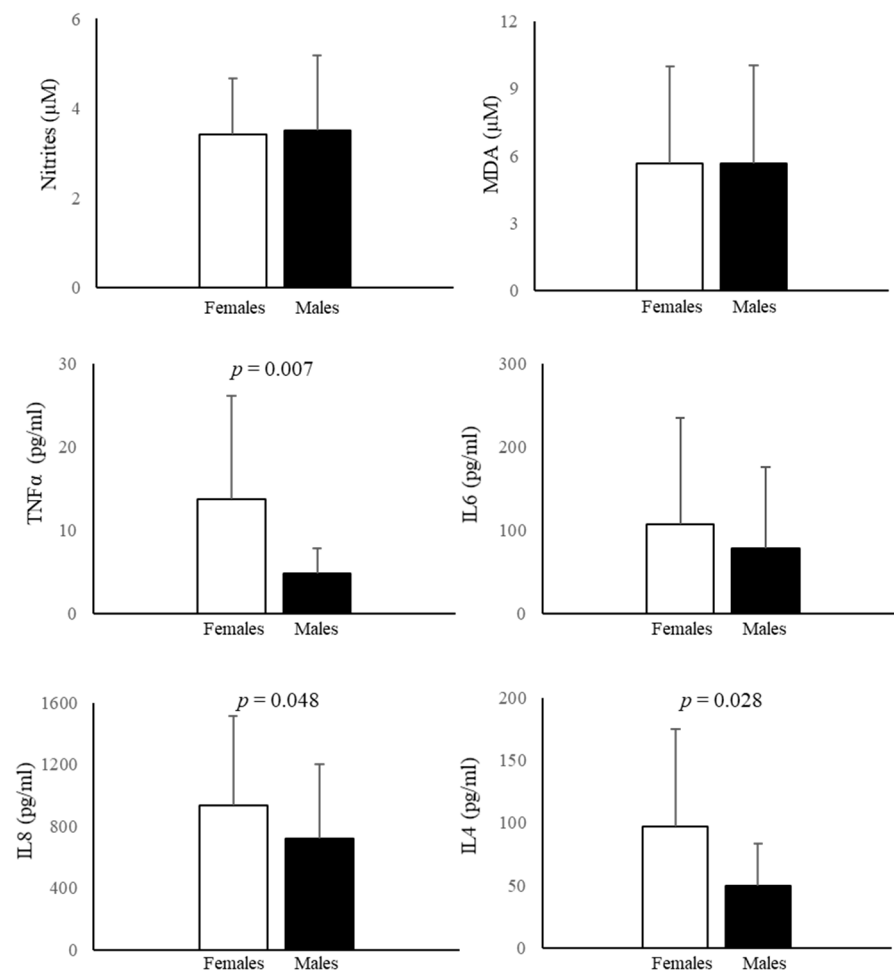 Nitrites (µM)
6
4
2
0
Females Males
MDA (µM)
12
9
6
3
0
Females Males
TNFα (pg/ml)
30
20
10
0
p = 0.007
Females Males
IL6 (pg/ml)
300
200
100
0
Females Males
IL8 (pg/ml)
1600
1200
800
400
0
p = 0.048
Females Males
IL4 (pg/ml)
200
150
100
50
0
p = 0.028
Females Males